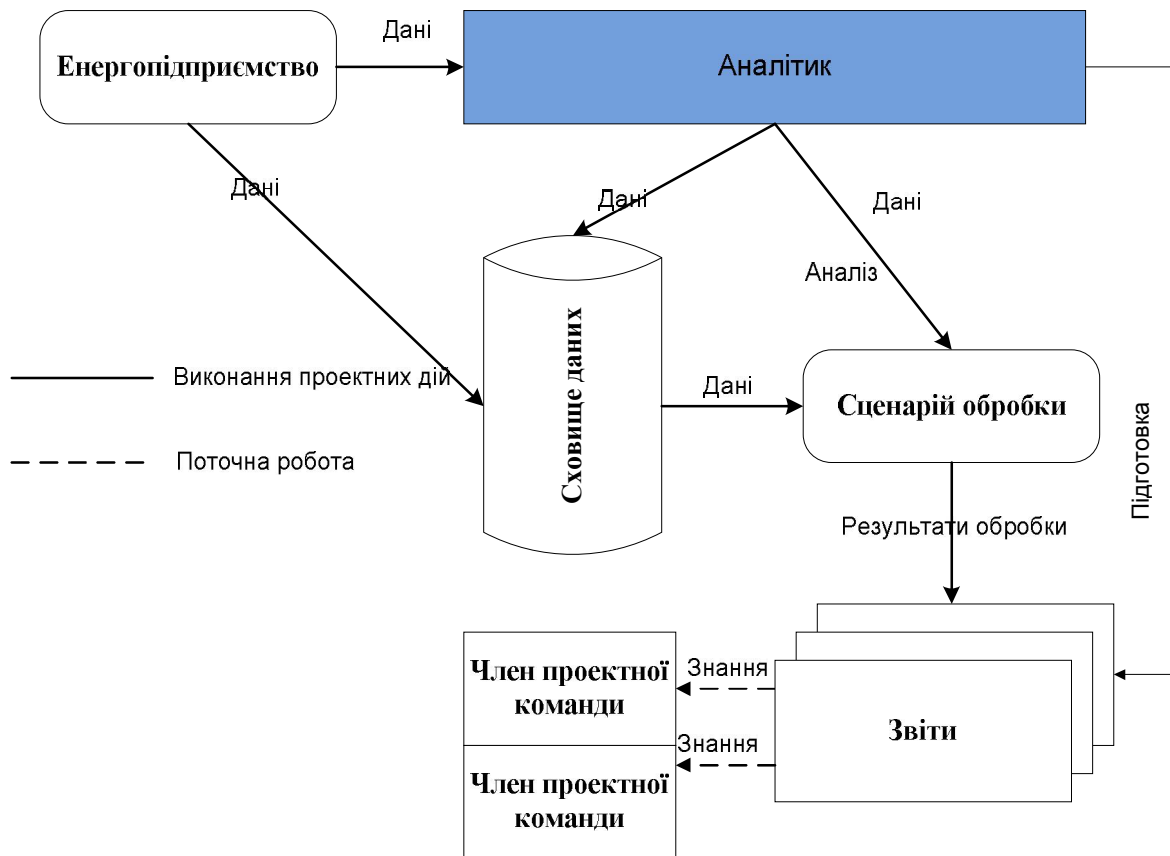 Дані
Енергопідприємство
Аналітик
Дані
Дані
Дані
Аналіз
Сховище даних
Виконання проектних дій
Дані
Сценарій обробки
Поточна робота
Підготовка
Результати обробки
Член проектної
команди
Знання
Звіти
Знання
Член проектної
команди